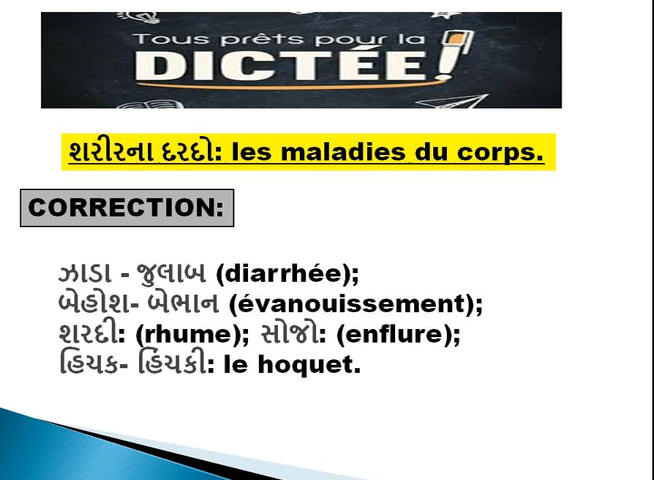 Tous prêts pour la
DICTÉE!
શરીરના દરદો: les maladies du corps.
CORRECTION:
ઝાડા - જુલાબ (diarrhée);
બેહોશ- બેભાન (évanouissement);
શરદી: (rhume); સોજો: (enflure);
હિચક- હિંચકી: le hoquet.